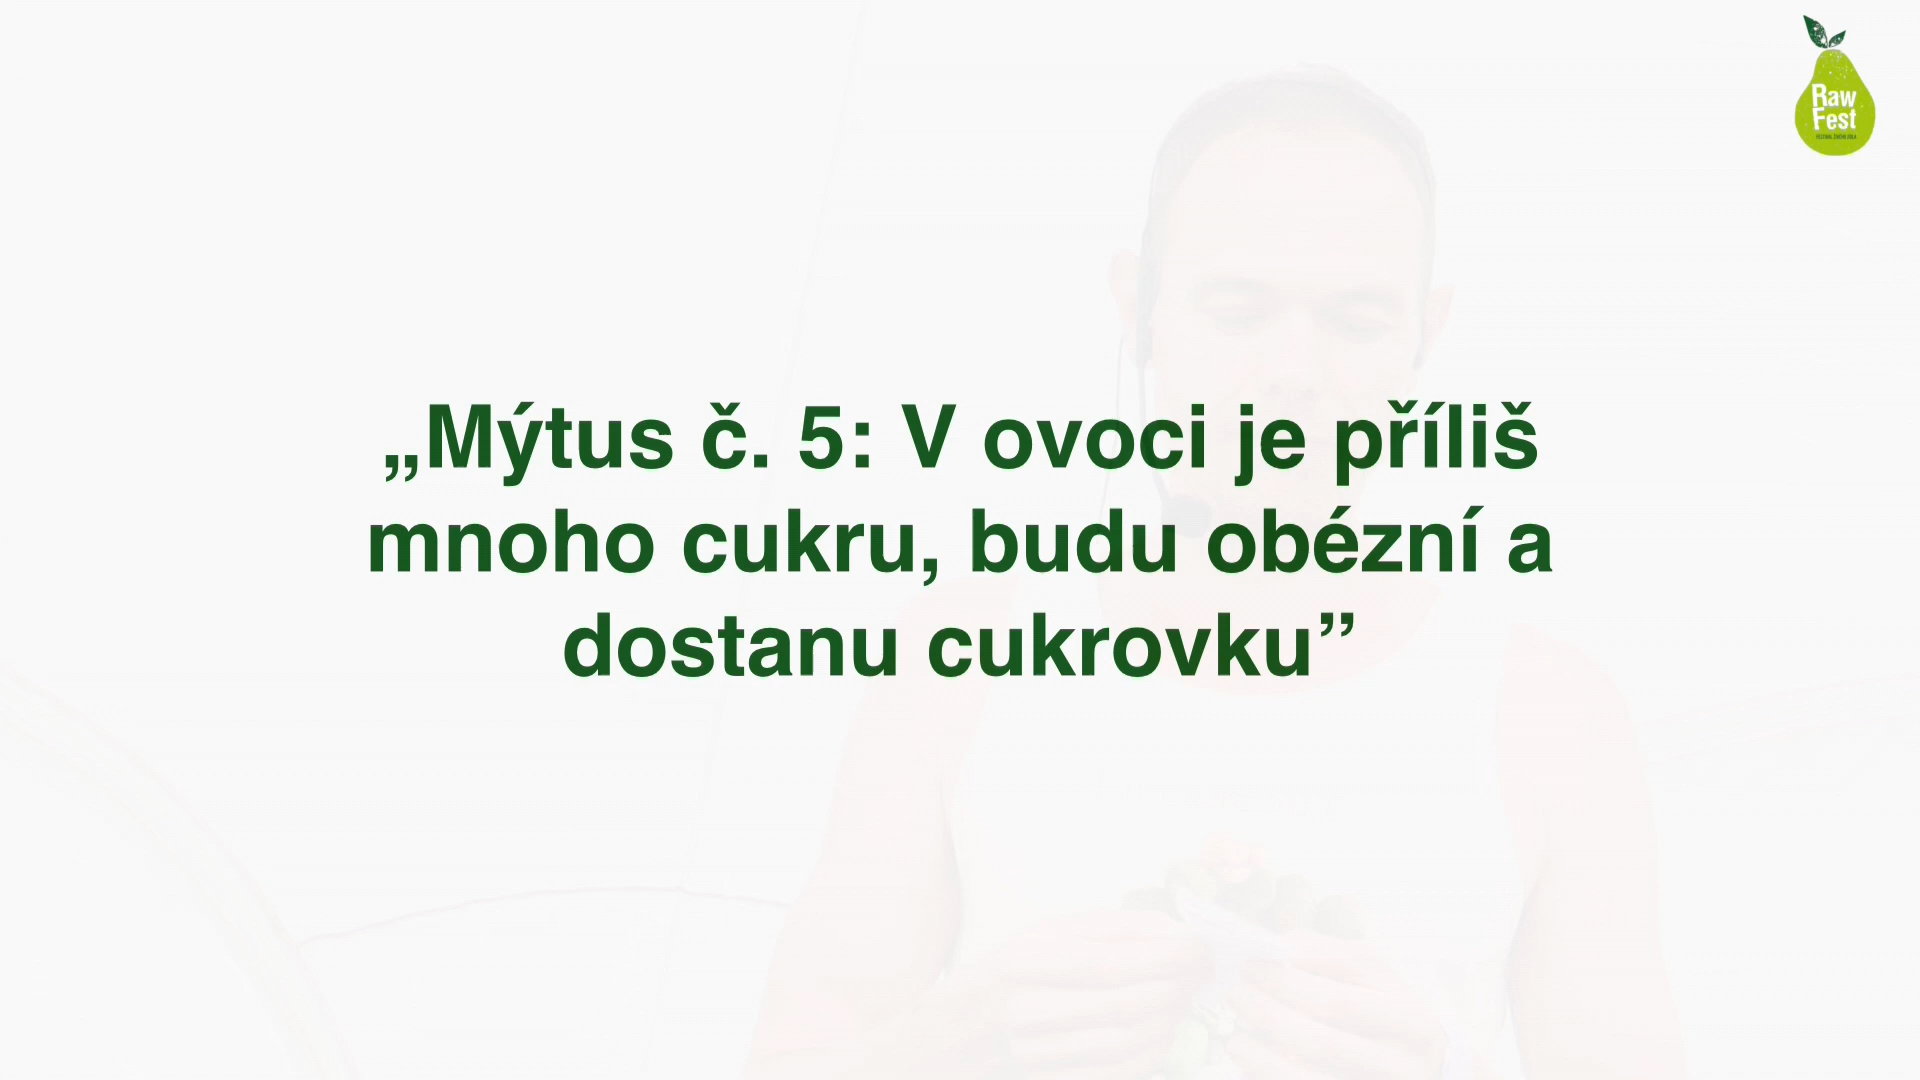 Raw
Fest
„Mýtus č. 5: V ovoci je příliš
mnoho cukru, budu obézní a
dostanu cukrovku”